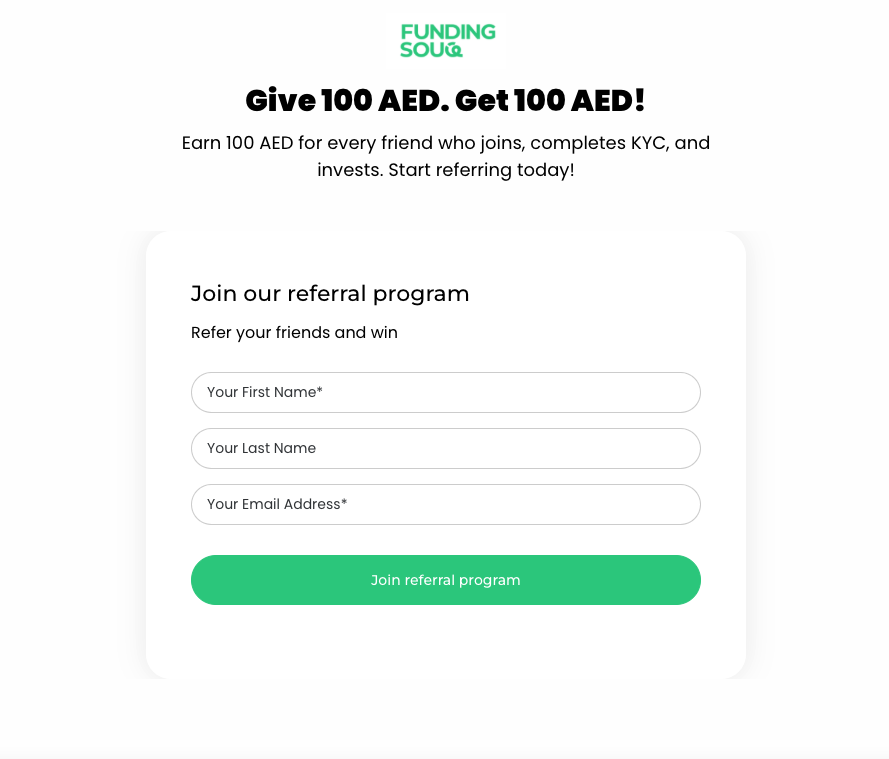 FUNDING
SOUQ
Give 100 AED. Get 100 AED!
Earn 100 AED for every friend who joins, completes KYC, and
invests. Start referring today!
Join our referral program
Refer your friends and win
Your First Name*
Your Last Name
Your Email Address*
Join referral program